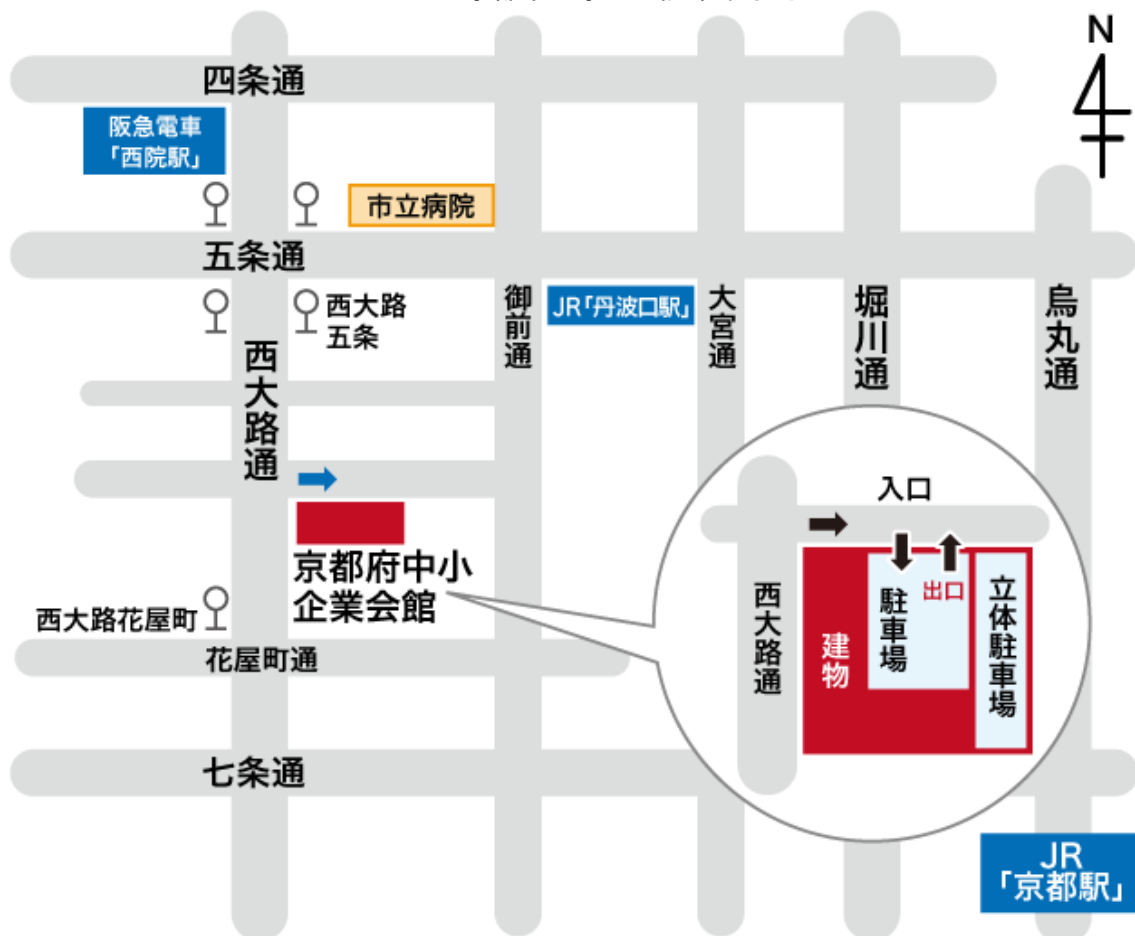 N
四条通
阪急電車
「西院駅」
市立病院
五条通
西大路
五条
御前通
JR「丹波口駅」
大宮通
堀川通
烏丸通
西大路通
京都府中小
企業会館
西大路花屋町
花屋町通
七条通
入口
出口
駐車場
立体駐車場
建物
西大路通
JR
「京都駅」